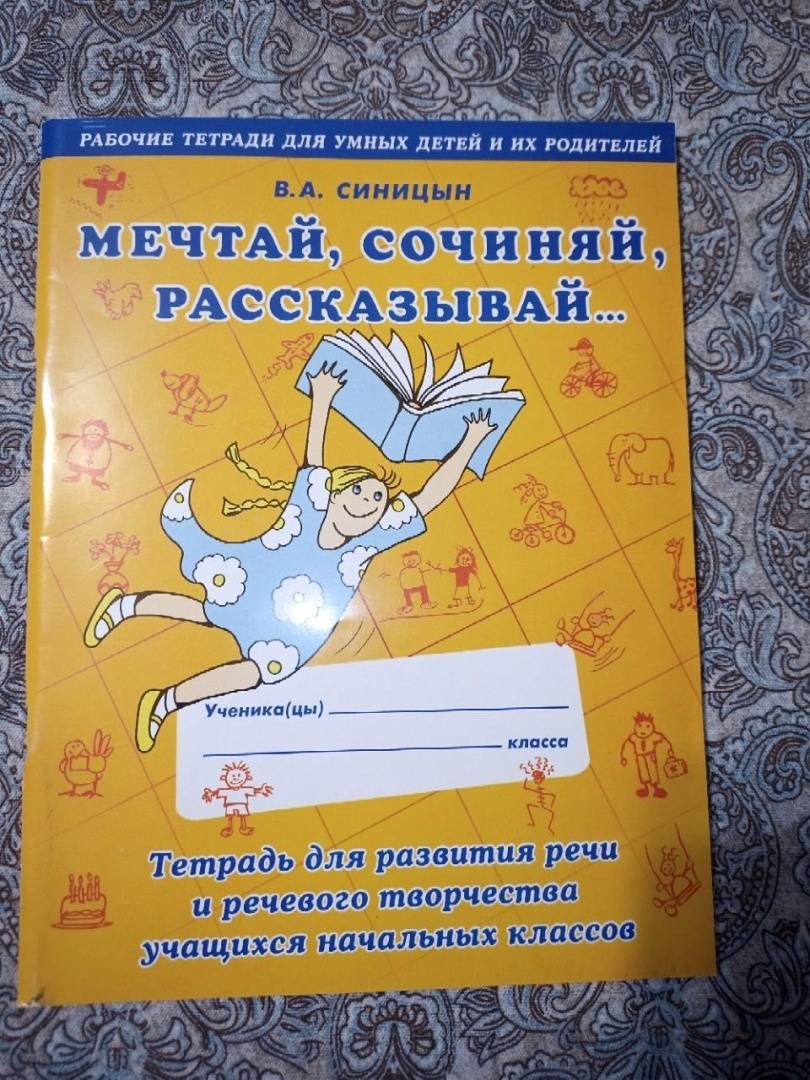 РАБОЧИЕ ТЕТРАДИ ДЛЯ УМНЫХ ДЕТЕЙ И ИХ РОДИТЕЛЕЙ
В.А. СИНИЦЫН
МЕЧТАЙ, СОЧИНЯЙ,
РАССКАЗЫВАЙ...
Ученика(цы)
класса
Тетрадь для развития речи
и речевого творчества
учащихся начальных классов